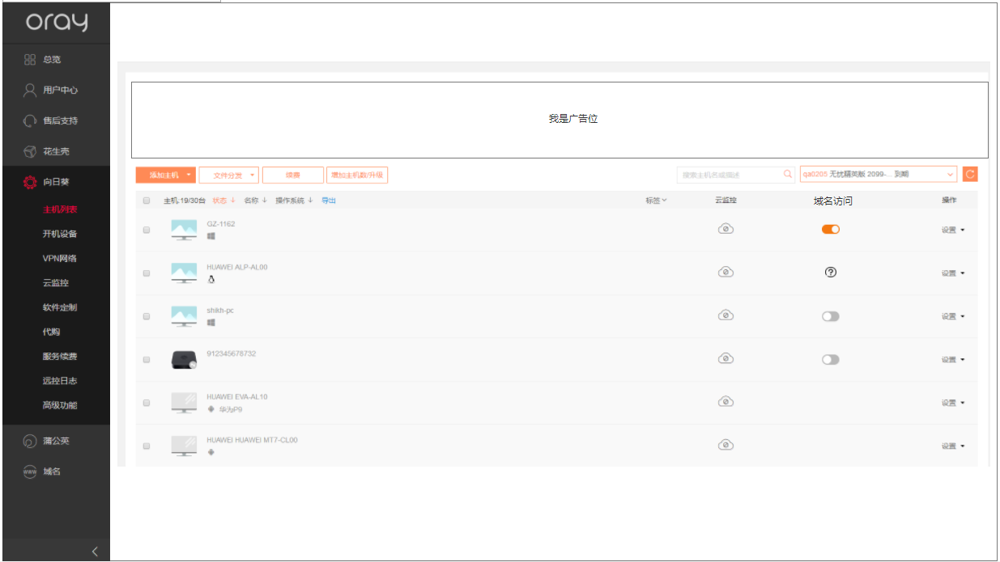 oray
总览
用户中心
售后支持
花生壳
向日葵
主机列表
开机设备
VPN网络
云监控
软件定制
代购
服务续费
远控日志
高级功能
蒲公英
www 域名
我是广告位
添加主机 文件分发 续费 增加主机数/升级 搜索主机名或描述 qa0205 无忧精英版 2099-... 到期
主机:19/30台 状态 名称 操作系统 导出 标签 云监控 域名访问 操作
GZ-1162 设置
HUAWEI ALP-AL00 设置
shikh-pc 设置
912345678732 设置
HUAWEI EVA-AL10 设置
华为P9
HUAWEI HUAWEI MT7-CL00 设置